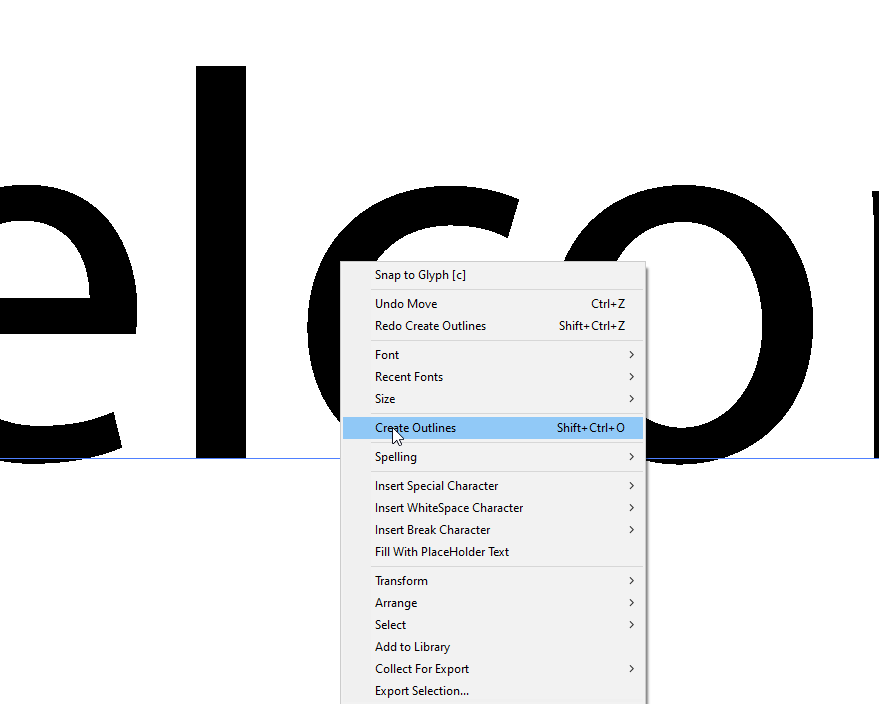 elcon
Snap to Glyph [c]
Undo Move Ctrl+Z
Redo Create Outlines Shift+Ctrl+Z
Font
Recent Fonts
Size
Create Outlines Shift+Ctrl+O
Spelling
Insert Special Character
Insert WhiteSpace Character
Insert Break Character
Fill With PlaceHolder Text
Transform
Arrange
Select
Add to Library
Collect For Export
Export Selection...